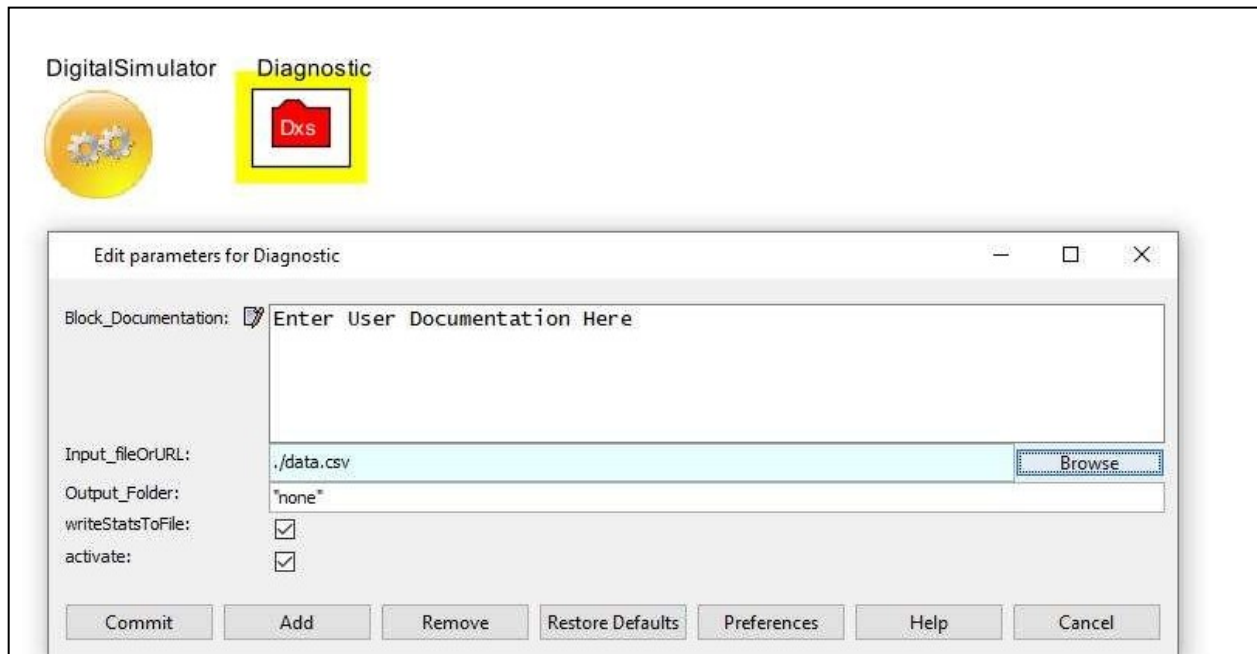 DigitalSimulator Diagnostic
Dxs
Edit parameters for Diagnostic
Block_Documentation: Enter User Documentation Here
Input_fileOrURL: ./data.csv Browse
Output_Folder: "none"
writeStatsToFile:
activate:
Commit Add Remove Restore Defaults Preferences Help Cancel